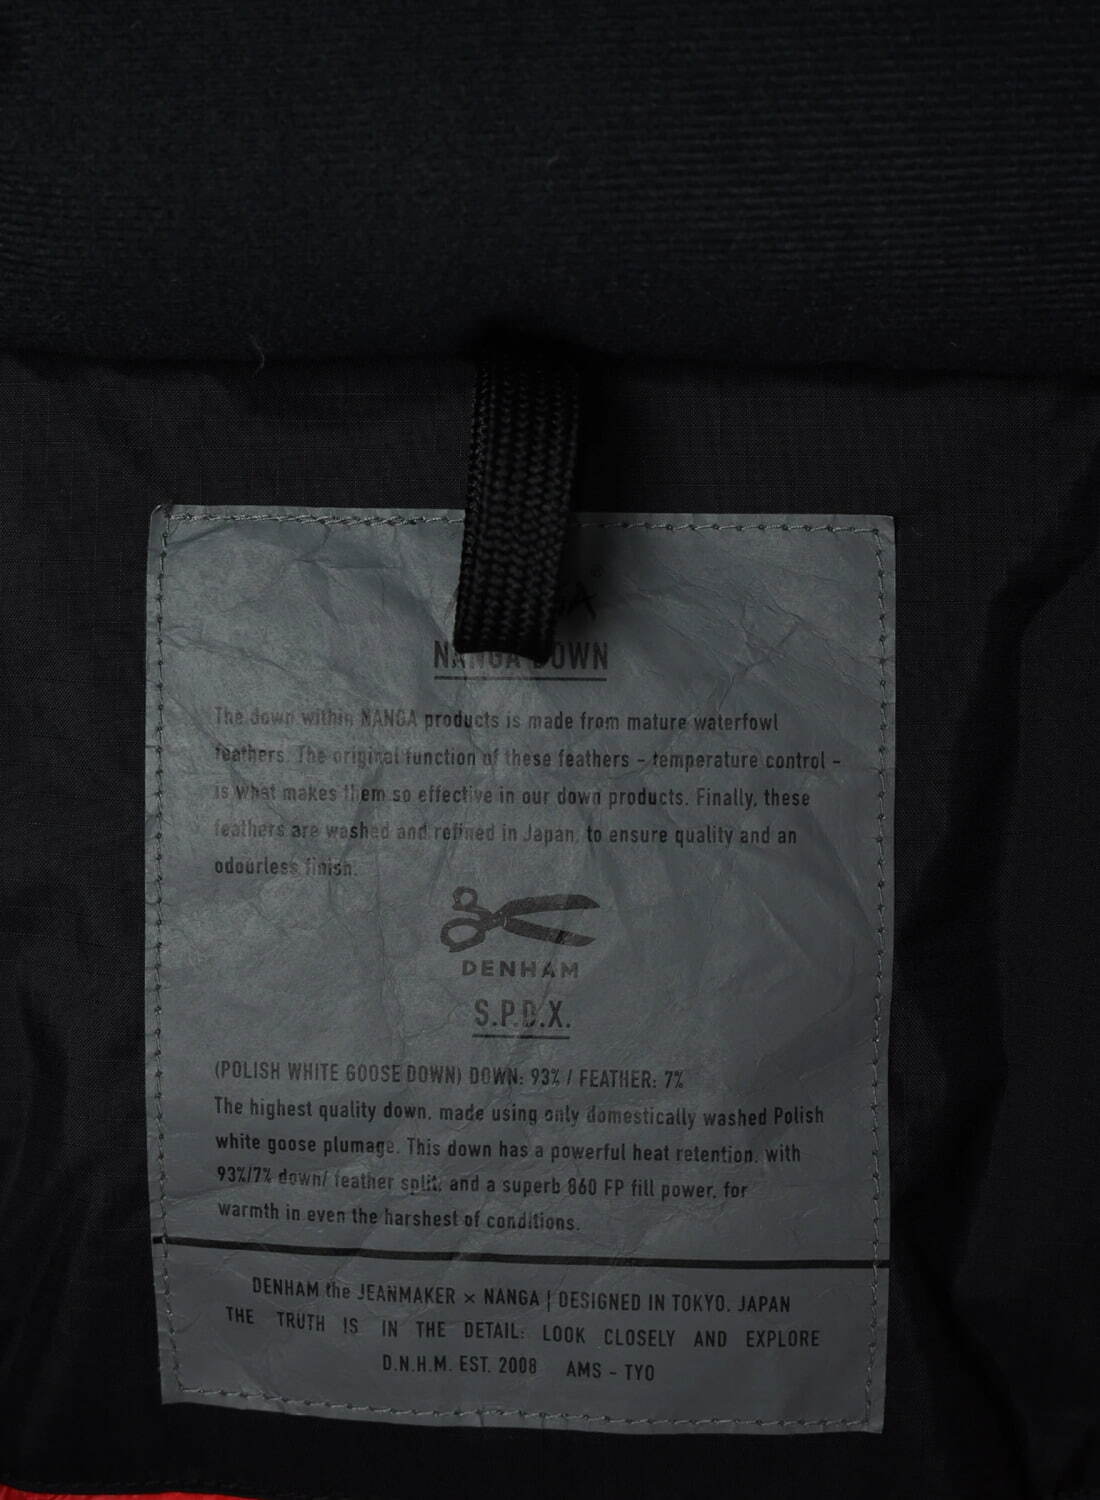 NANGA DOWN
The down within NANGA products is made from mature waterfowl
feathers. The original function of these feathers - temperature control -
is what makes them so effective in our down products. Finally, these
feathers are washed and refined in Japan, to ensure quality and an
odourless finish.
DENHAM
S.P.D.X.
(POLISH WHITE GOOSE DOWN) DOWN: 93% / FEATHER: 7%
The highest quality down, made using only domestically washed Polish
white goose plumage. This down has a powerful heat retention, with
93%/7% down/ feather split, and a superb 860 FP fill power, for
warmth in even the harshest of conditions.
DENHAM the JEANMAKER × NANGA | DESIGNED IN TOKYO, JAPAN
THE TRUTH IS IN THE DETAIL: LOOK CLOSELY AND EXPLORE
D.N.H.M. EST. 2008 AMS - TYO